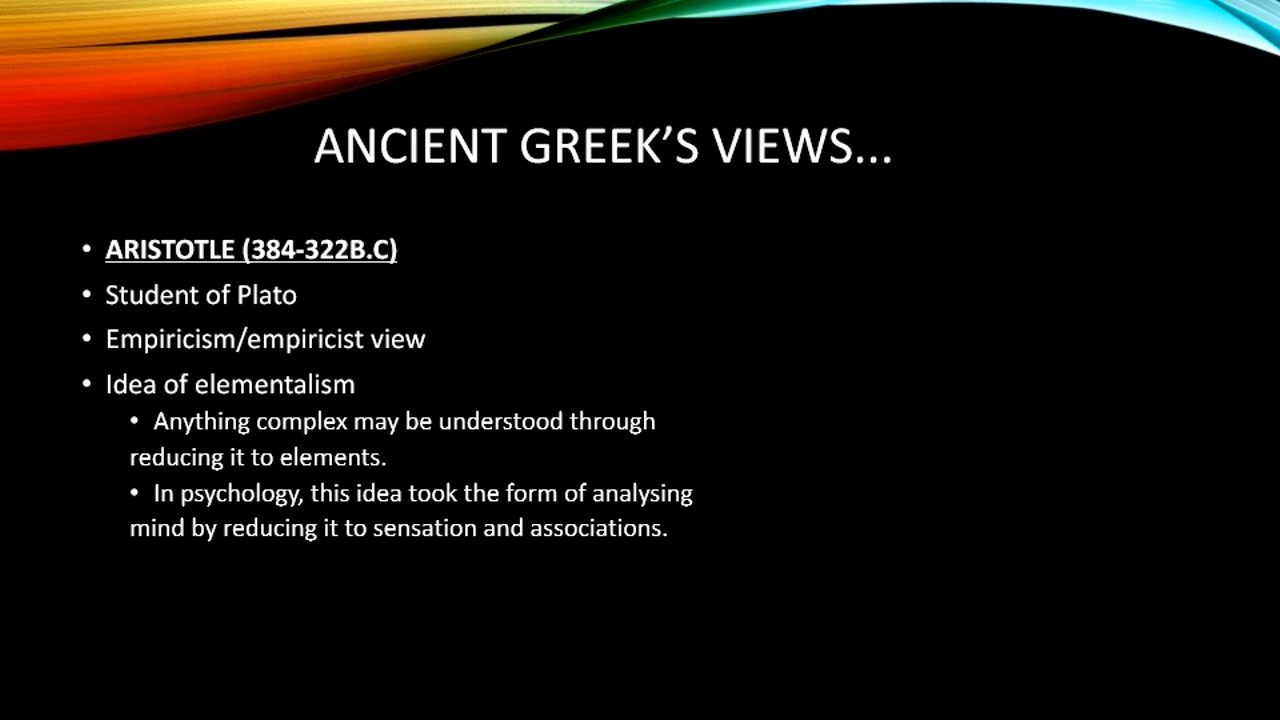 ANCIENT GREEK’S VIEWS...
• ARISTOTLE (384-322B.C)
• Student of Plato
• Empiricism/empiricist view
• Idea of elementalism
• Anything complex may be understood through
reducing it to elements.
• In psychology, this idea took the form of analysing
mind by reducing it to sensation and associations.